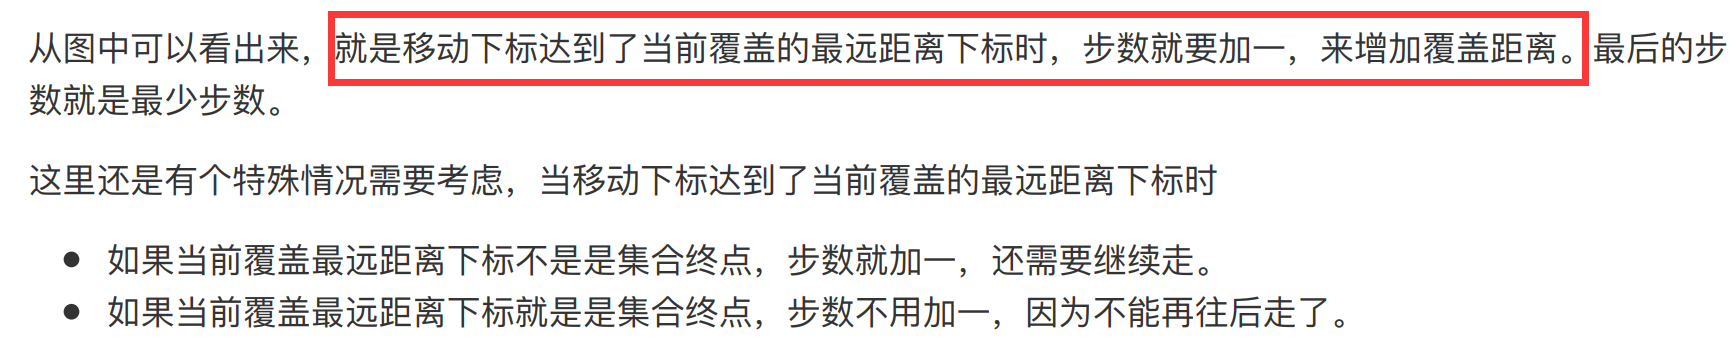 从图中可以看出来，就是移动下标达到了当前覆盖的最远距离下标时，步数就要加一，来增加覆盖距离。最后的步
数就是最少步数。
这里还是有个特殊情况需要考虑，当移动下标达到了当前覆盖的最远距离下标时
● 如果当前覆盖最远距离下标不是是集合终点，步数就加一，还需要继续走。
● 如果当前覆盖最远距离下标就是是集合终点，步数不用加一，因为不能再往后走了。